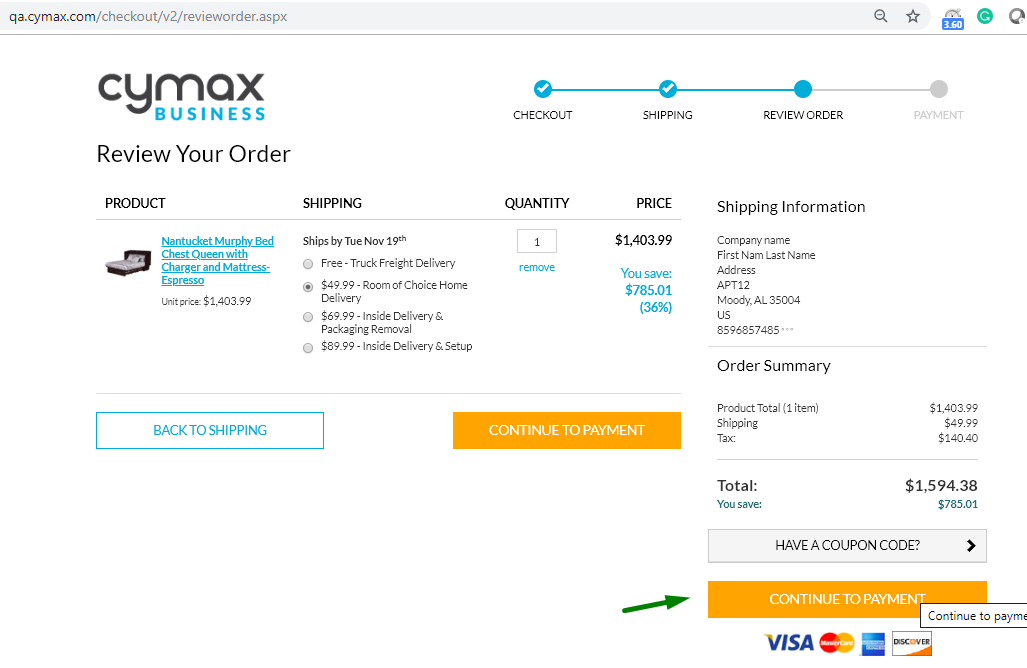 qa.cymax.com/checkout/v2/revieworder.aspx
3.60
cymax
BUSINESS
CHECKOUT
SHIPPING
REVIEW ORDER
PAYMENT
Review Your Order
PRODUCT
SHIPPING
QUANTITY
PRICE
Nantucket Murphy Bed
Chest Queen with
Charger and Mattress-
Espresso
Unit price: $1,403.99
Ships by Tue Nov 19th
Free - Truck Freight Delivery
$49.99 - Room of Choice Home
Delivery
$69.99 - Inside Delivery &
Packaging Removal
$89.99 - Inside Delivery & Setup
1
remove
$1,403.99
You save:
$785.01
(36%)
BACK TO SHIPPING
CONTINUE TO PAYMENT
Shipping Information
Company name
First Nam Last Name
Address
APT12
Moody, AL 35004
US
8596857485 ***
Order Summary
Product Total (1 item) $1,403.99
Shipping $49.99
Tax: $140.40
Total: $1,594.38
You save: $785.01
HAVE A COUPON CODE?
CONTINUE TO PAYMENT
Continue to payme
VISA MasterCard DISCOVER